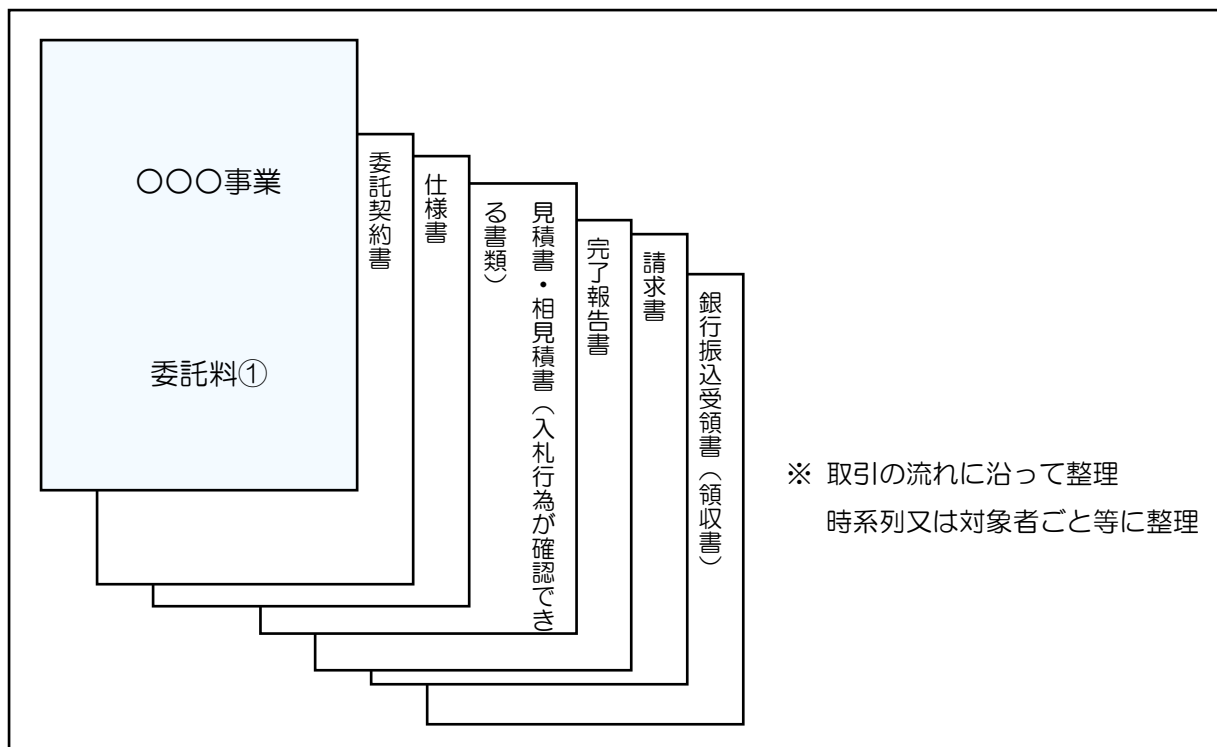 〇〇〇事業
委託料①
委託契約書
仕様書
見積書・相見積書（入札行為が確認でき
る書類）
完了報告書
請求書
銀行振込受領書（領収書）
※ 取引の流れに沿って整理
時系列又は対象者ごと等に整理